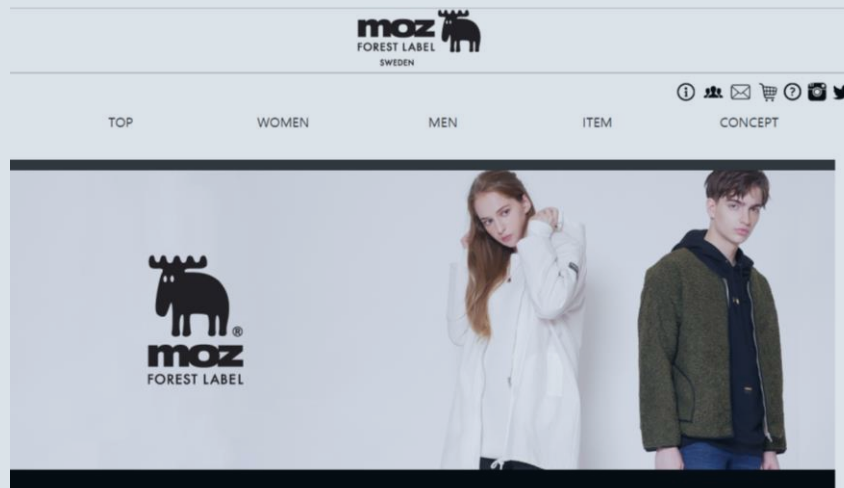 moz
FOREST LABEL
SWEDEN
TOP WOMEN MEN ITEM CONCEPT
®
moz
FOREST LABEL